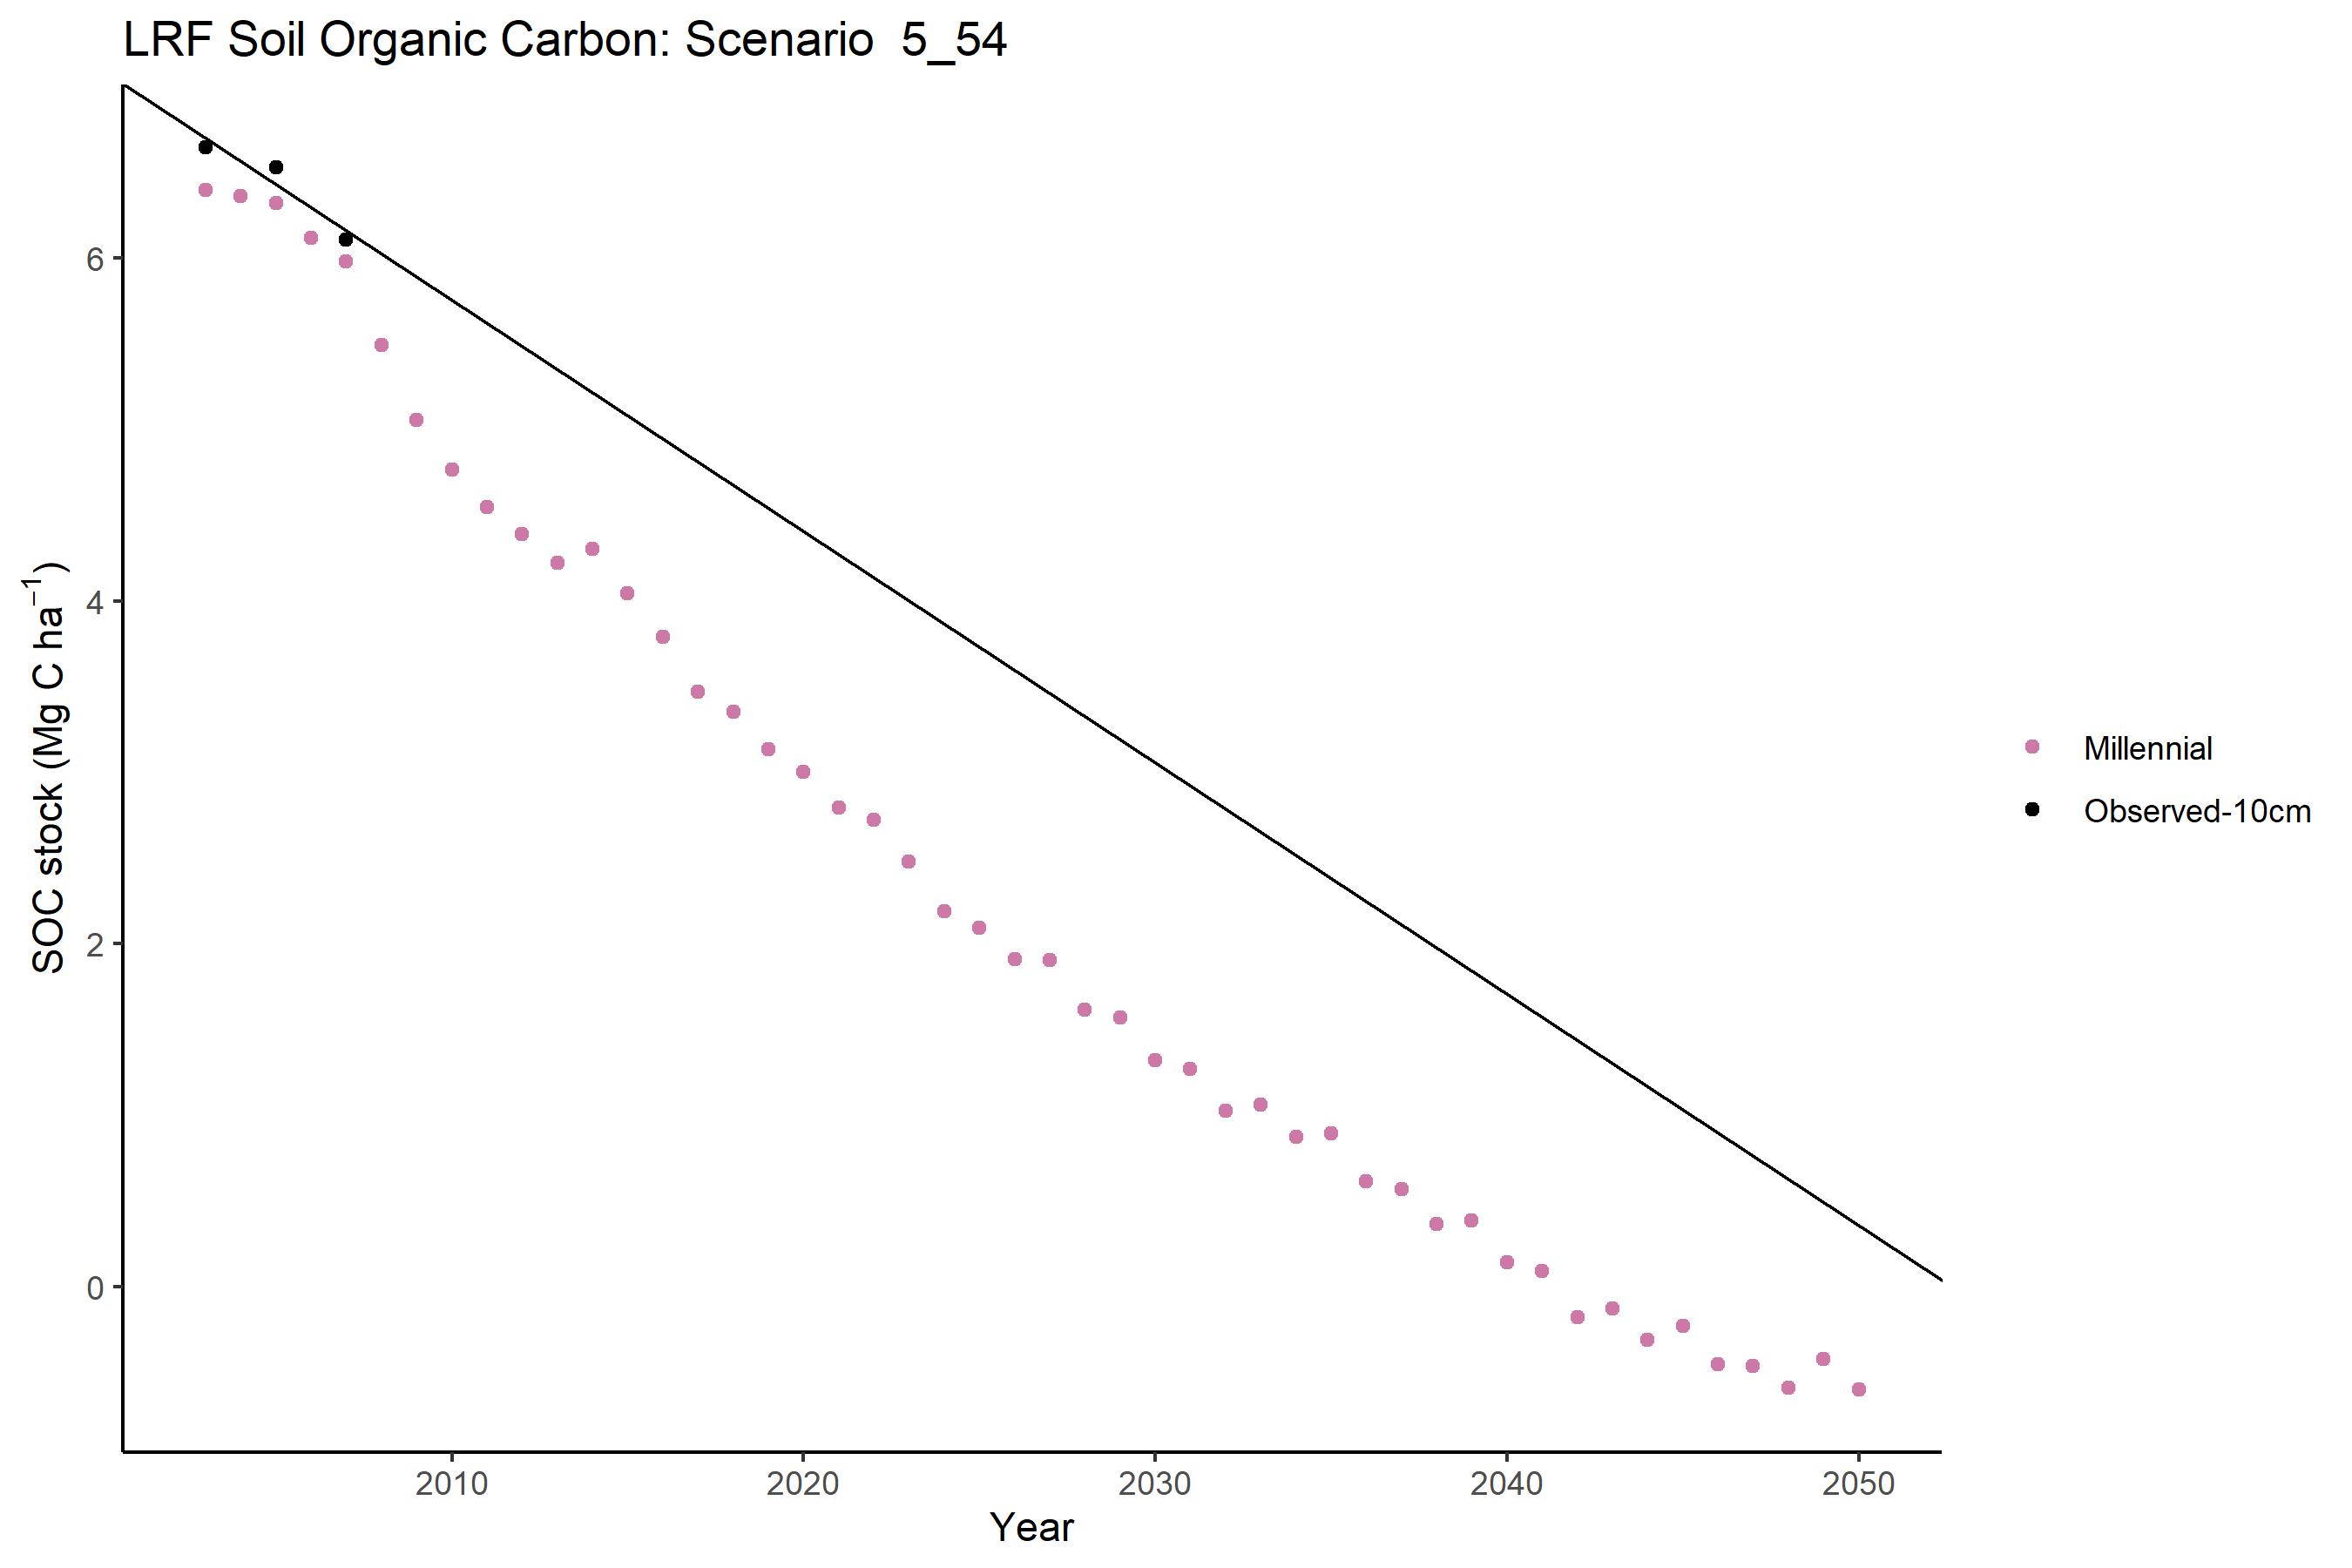 LRF Soil Organic Carbon: Scenario  5_54
SOC stock (Mg C ha−1)
6
4
2
0
2010
2020
2030
2040
2050
Year
Millennial
Observed-10cm